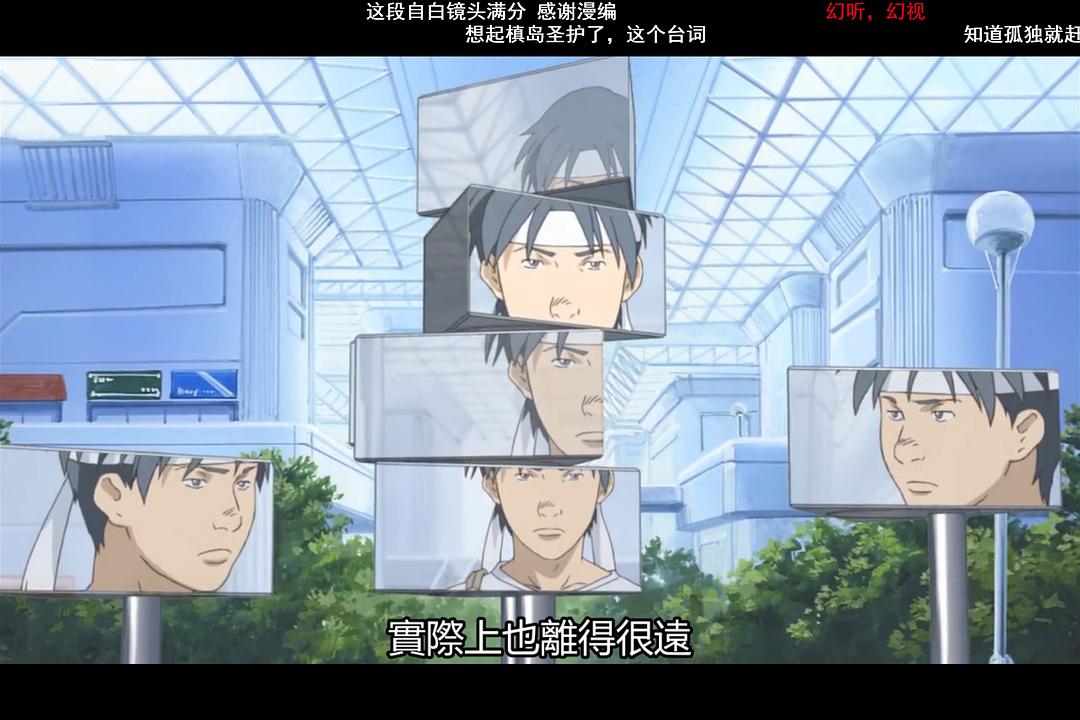 这段自白镜头满分 感谢漫编
幻听，幻视
想起槙岛圣护了，这个台词
知道孤独就赶
實際上也離得很遠